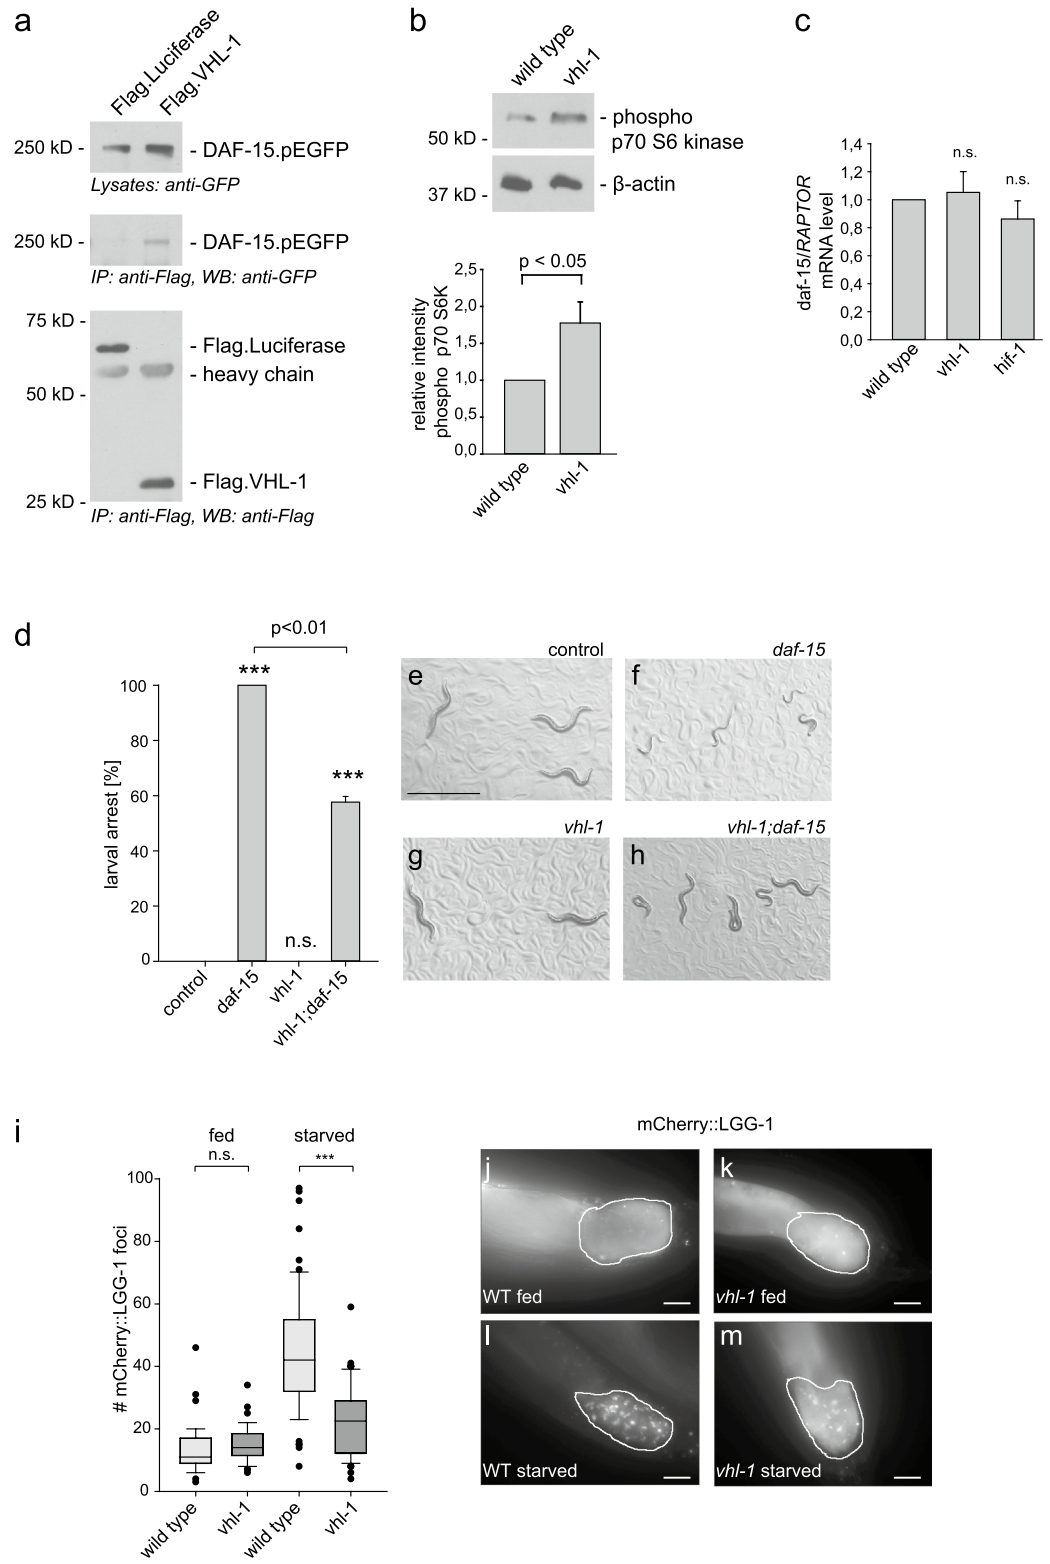 a
Flag.Luciferase
Flag.VHL-1
250 kD -
- DAF-15.pEGFP
Lysates: anti-GFP
250 kD -
- DAF-15.pEGFP
IP: anti-Flag, WB: anti-GFP
75 kD -
- Flag.Luciferase
- heavy chain
50 kD -
- Flag.VHL-1
25 kD -
IP: anti-Flag, WB: anti-Flag
b
wild type
vhl-1
- phospho
p70 S6 kinase
50 kD -
- β-actin
37 kD -
p < 0.05
relative intensity
phospho p70 S6K
2,5
2,0
1,5
1,0
0,5
0,0
wild type
vhl-1
c
daf-15/RAPTOR
mRNA level
1,4
1,2
1,0
0,8
0,6
0,4
0,2
0,0
n.s.
n.s.
wild type
vhl-1
hif-1
d
p<0.01
larval arrest [%]
100
80
60
40
20
0
***
n.s.
***
control
daf-15
vhl-1
vhl-1;daf-15
control
e
daf-15
f
vhl-1
g
vhl-1;daf-15
h
i
fed
n.s.
starved
***
# mCherry::LGG-1 foci
100
80
60
40
20
0
wild type
vhl-1
wild type
vhl-1
mCherry::LGG-1
j
WT fed
k
vhl-1 fed
l
WT starved
m
vhl-1 starved